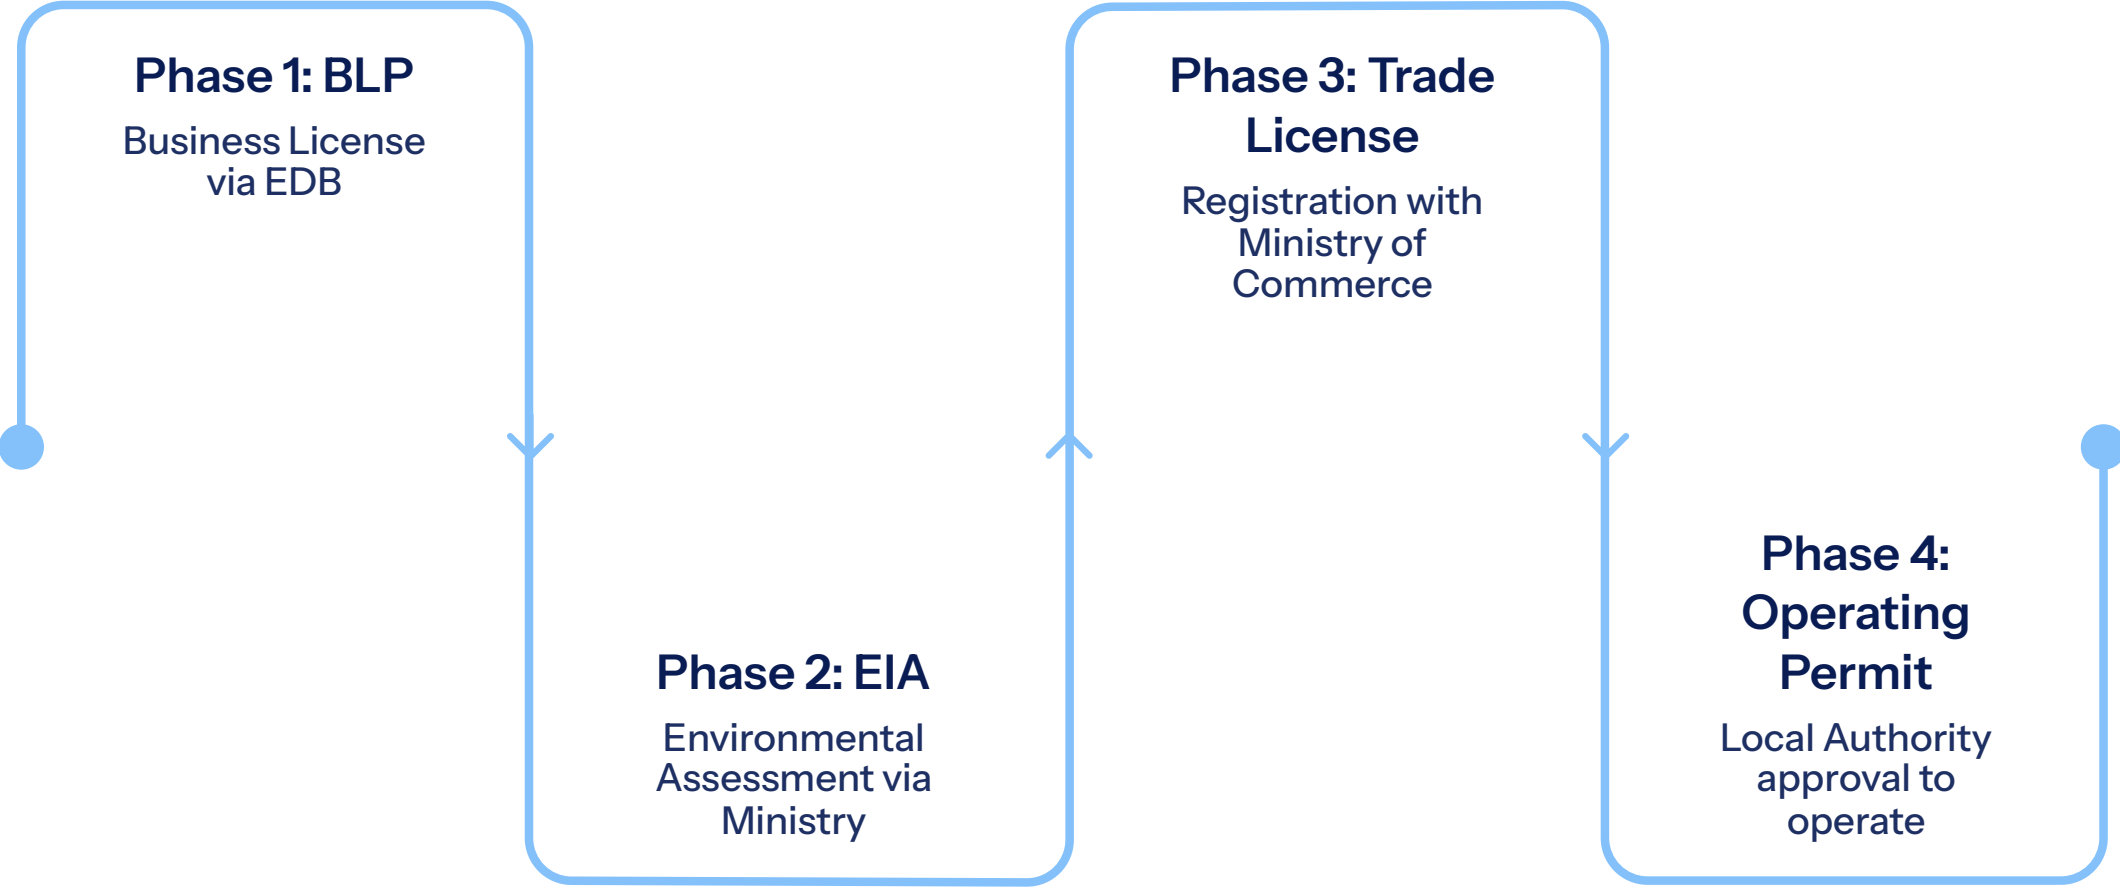 Phase 1: BLP
Business License
via EDB
Phase 2: EIA
Environmental
Assessment via
Ministry
Phase 3: Trade
License
Registration with
Ministry of
Commerce
Phase 4:
Operating
Permit
Local Authority
approval to
operate